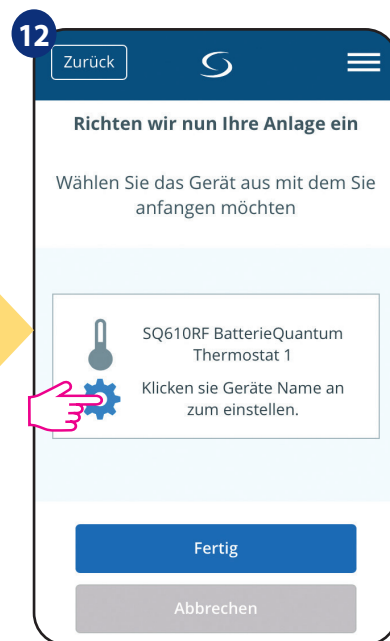 12
Zurück
Richten wir nun Ihre Anlage ein
Wählen Sie das Gerät aus mit dem Sie
anfangen möchten
SQ610RF BatterieQuantum
Thermostat 1
Klicken sie Geräte Name an
zum einstellen.
Fertig
Abbrechen